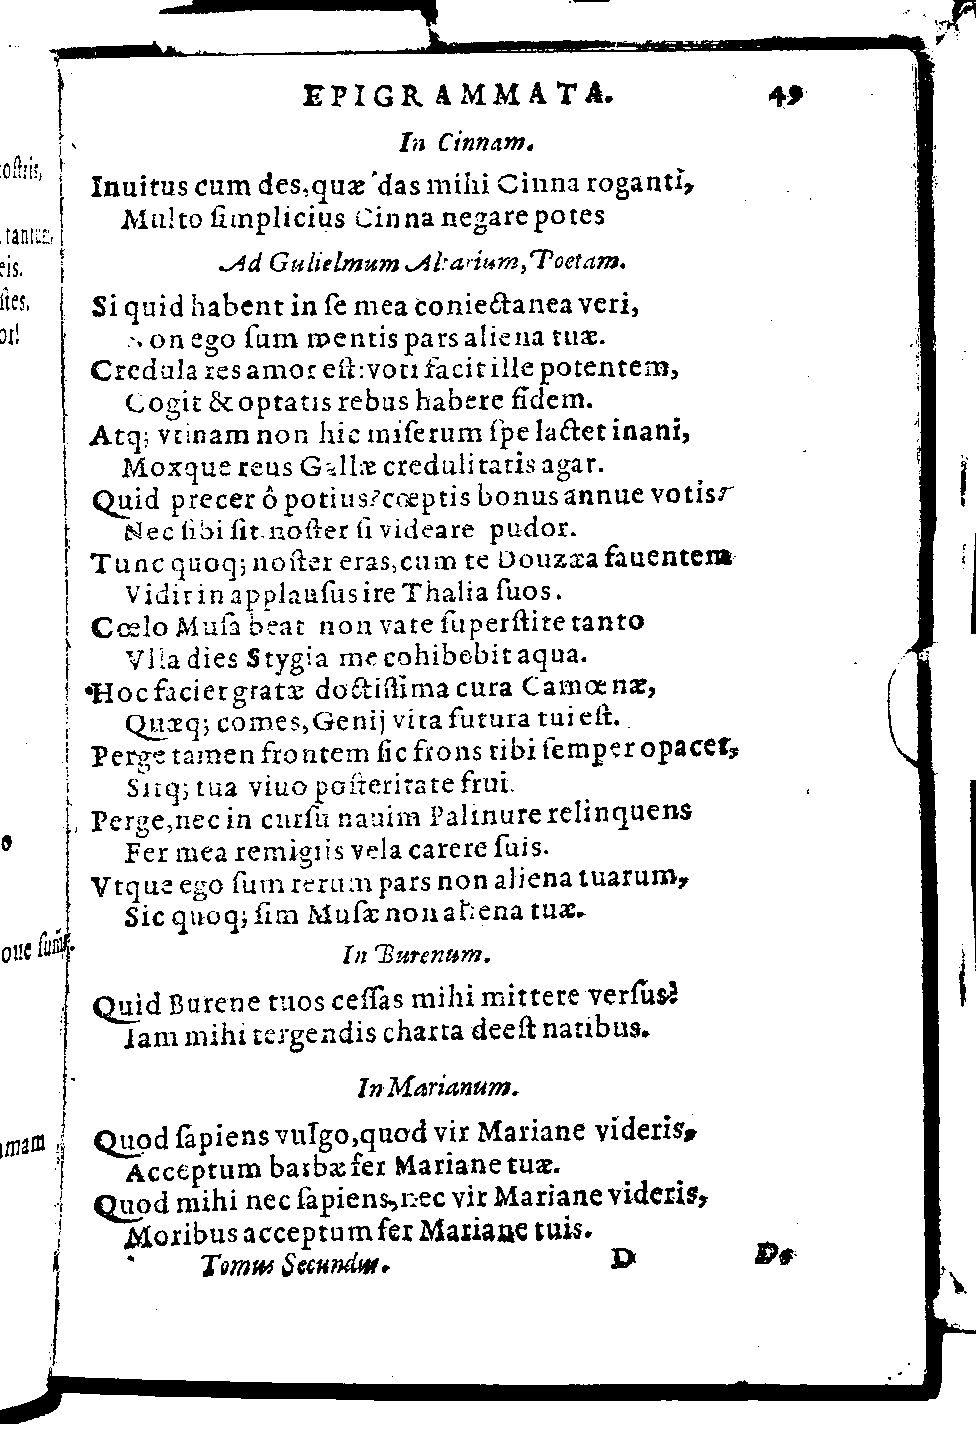 EPIGRAMMATA. 49
In Cinnam.
Inuitus cum des, quæ das mihi Cinna roganti,
Multo ſimplicius Cinna negare potes
Ad Gulielmum Altarium, Poetam.
Si quid habent in ſe mea coniectanea veri,
Non ego ſum mentis pars aliena tuæ.
Credula res amor eſt: voti facit ille potentem,
Cogit & optatis rebus habere fidem.
Atq; vtinam non hic miſerum ſpe lactet inani,
Moxque reus Gallæ credulitatis agar.
Quid precer ô potius? cœptis bonus annue votis:
Nec ſibi ſit noſter ſi videare pudor.
Tunc quoq; noſter eras, cum te Douzæa fauentem
Vidit in applauſus ire Thalia ſuos.
Cœlo Muſa beat non vate ſuperſtite tanto
Vlla dies Stygia me cohibebit aqua.
Hoc faciet gratæ doctiſſima cura Camœnæ,
Quæq; comes, Genij vita futura tui eſt.
Perge tamen frontem ſic frons tibi ſemper opacet,
Sitq; tua viuo poſteritate frui.
Perge, nec in curſu nauim Palinure relinquens
Fer mea remigiis vela carere ſuis.
Vtque ego ſum rerum pars non aliena tuarum,
Sic quoq; ſim Muſæ non aliena tuæ.
In Burenum.
Quid Burene tuos ceſſas mihi mittere verſus?
Iam mihi tergendis charta deeſt natibus.
In Marianum.
Quod ſapiens vulgo, quod vir Mariane videris,
Acceptum barbæ fer Mariane tuæ.
Quod mihi nec ſapiens, nec vir Mariane videris,
Moribus acceptum fer Mariane tuis.
Tomus Secundus. D De